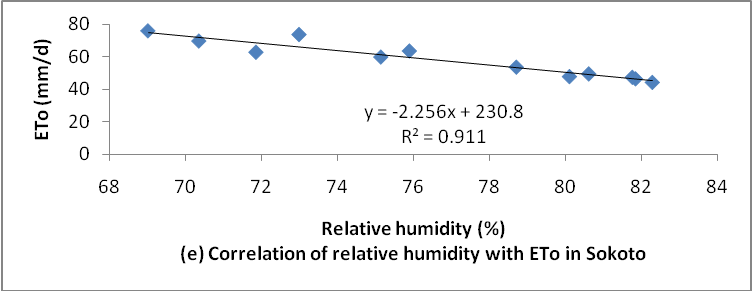 80
60
40
20
0
ETo (mm/d)
y = -2.256x + 230.8
R² = 0.911
68 70 72 74 76 78 80 82 84
Relative humidity (%)
(e) Correlation of relative humidity with ETo in Sokoto